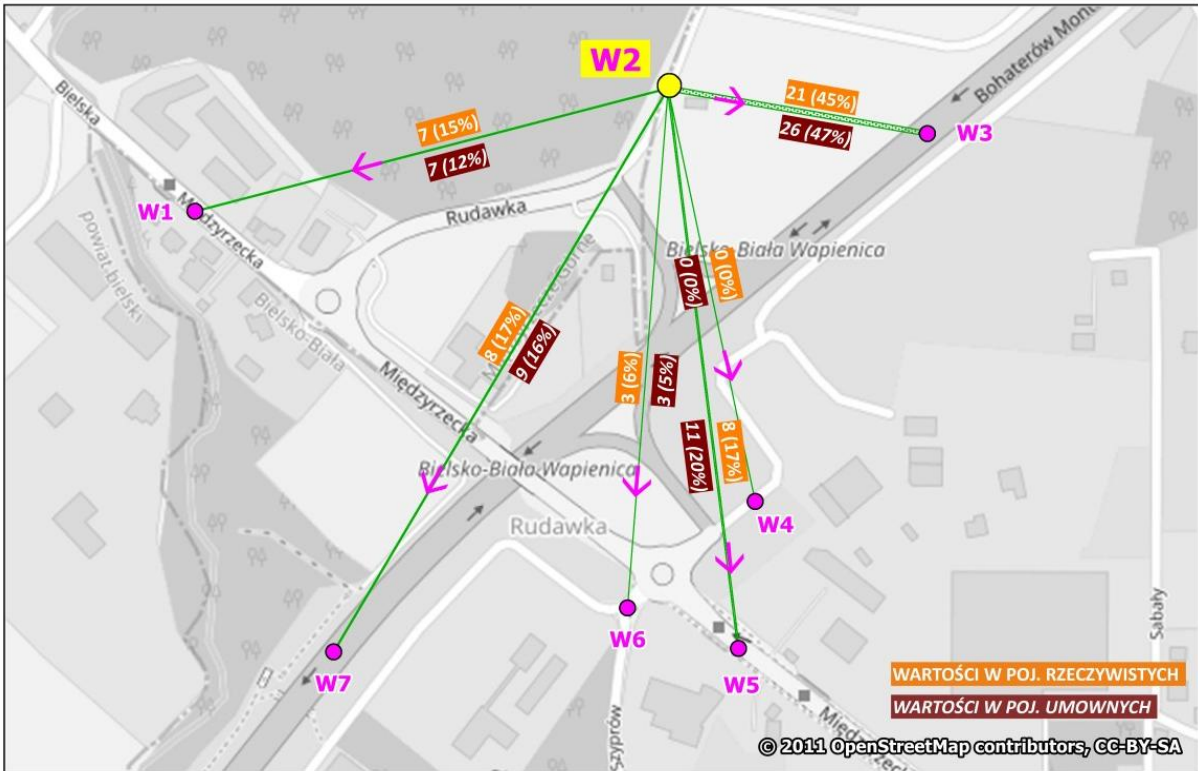 W2
Bohaterów Mont
Bielska
21 (45%)
26 (47%)
W3
7 (15%)
7 (12%)
W1
Międzyrzecka
Rudawka
powiat bielski
Bielsko-Biała
Bielsko-Biała Wapienica
0 (0%)
0 (0%)
8 (17%)
9 (16%)
3 (6%)
3 (5%)
Międzyrzecka
11 (20%)
8 (17%)
Bielsko-Biała Wapienica
W4
Rudawka
W6
W5
W7
Sabały
Szyprów
Międz
WARTOŚCI W POJ. RZECZYWISTYCH
WARTOŚCI W POJ. UMOWNYCH
© 2011 OpenStreetMap contributors, CC-BY-SA